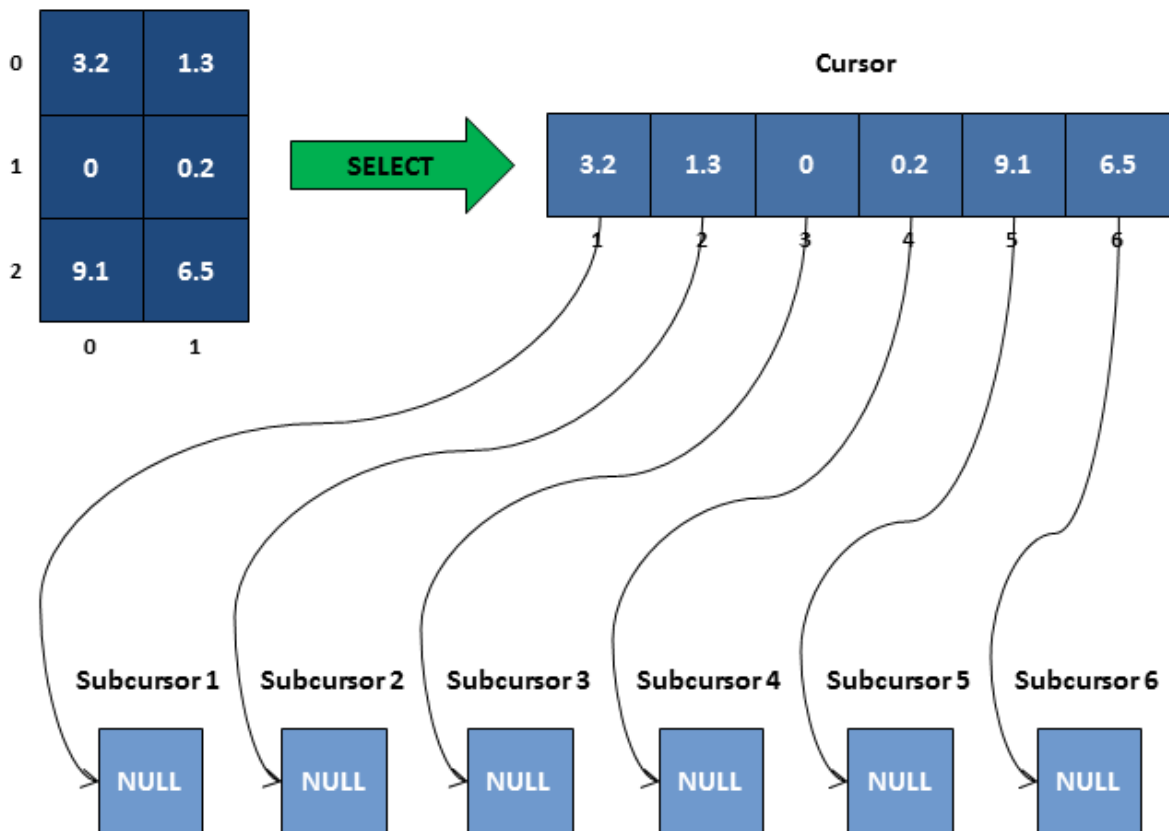 0 3.2 1.3
Cursor
1 0 0.2
SELECT
3.2 1.3 0 0.2 9.1 6.5
1 2 3 4 5 6
2 9.1 6.5
0 1
Subcursor 1 Subcursor 2 Subcursor 3 Subcursor 4 Subcursor 5 Subcursor 6
NULL NULL NULL NULL NULL NULL